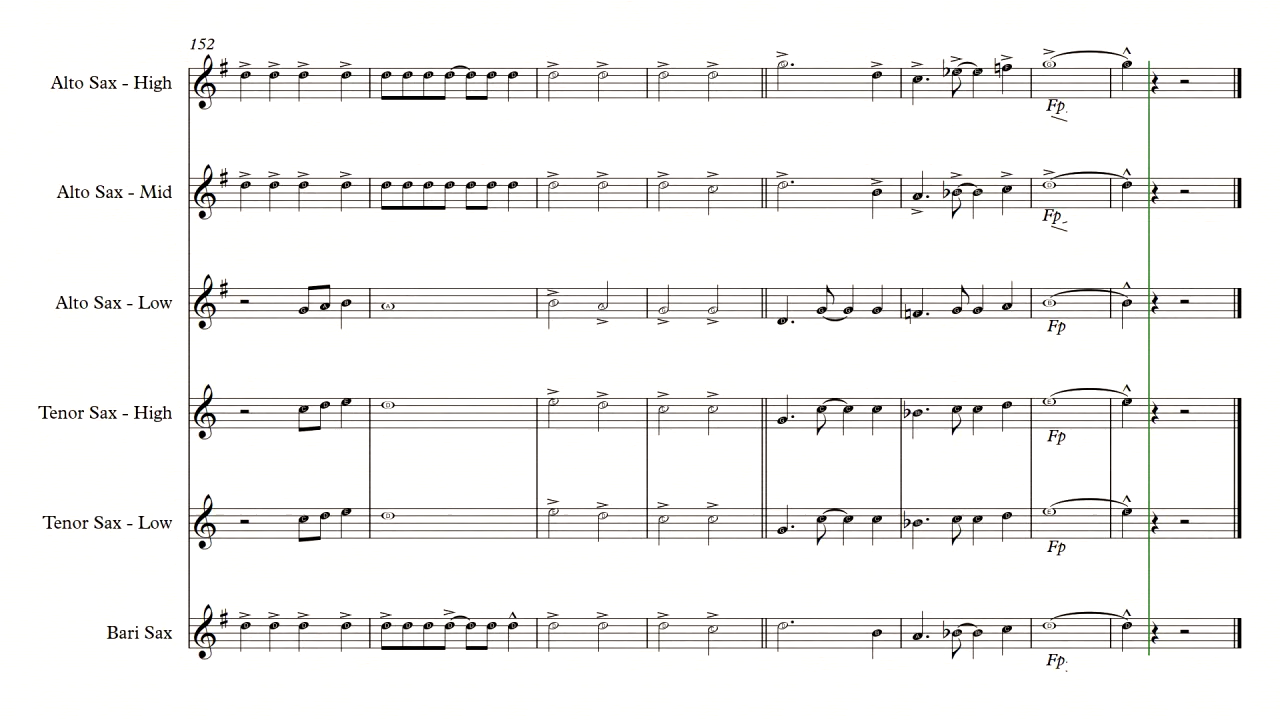 152
Alto Sax - High
Fp
Alto Sax - Mid
Fp
Alto Sax - Low
Fp
Tenor Sax - High
Fp
Tenor Sax - Low
Fp
Bari Sax
Fp